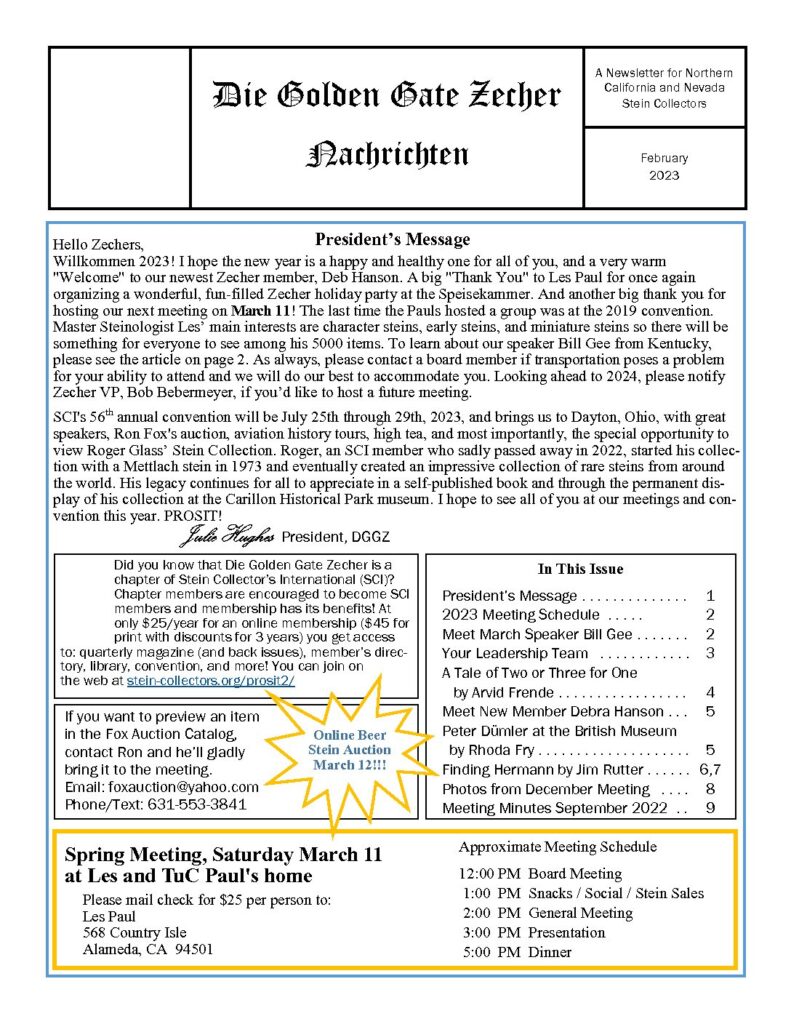 Die Golden Gate Zecher
Nachrichten
A Newsletter for Northern
California and Nevada
Stein Collectors
February
2023
President's Message
Hello Zechers,
Willkommen 2023! I hope the new year is a happy and healthy one for all of you, and a very warm
"Welcome" to our newest Zecher member, Deb Hanson. A big "Thank You" to Les Paul for once again
organizing a wonderful, fun-filled Zecher holiday party at the Speisekammer. And another big thank you for
hosting our next meeting on March 11! The last time the Pauls hosted a group was at the 2019 convention.
Master Steinologist Les' main interests are character steins, early steins, and miniature steins so there will be
something for everyone to see among his 5000 items. To learn about our speaker Bill Gee from Kentucky,
please see the article on page 2. As always, please contact a board member if transportation poses a problem
for your ability to attend and we will do our best to accommodate you. Looking ahead to 2024, please notify
Zecher VP, Bob Bebermeyer, if you'd like to host a future meeting.
SCI's 56th annual convention will be July 25th through 29th, 2023, and brings us to Dayton, Ohio, with great
speakers, Ron Fox's auction, aviation history tours, high tea, and most importantly, the special opportunity to
view Roger Glass' Stein Collection. Roger, an SCI member who sadly passed away in 2022, started his collec-
tion with a Mettlach stein in 1973 and eventually created an impressive collection of rare steins from around
the world. His legacy continues for all to appreciate in a self-published book and through the permanent dis-
play of his collection at the Carillon Historical Park museum. I hope to see all of you at our meetings and con-
vention this year. PROSIT!
Julie Hughes President, DGGZ
Did you know that Die Golden Gate Zecher is a
chapter of Stein Collector's International (SCI)?
Chapter members are encouraged to become SCI
members and membership has its benefits! At
only $25/year for an online membership ($45 for
print with discounts for 3 years) you get access
to: quarterly magazine (and back issues), member's direc-
tory, library, convention, and more! You can join on
the web at stein-collectors.org/prosit2/
If you want to preview an item
in the Fox Auction Catalog,
contact Ron and he'll gladly
bring it to the meeting.
Email: foxauction@yahoo.com
Phone/Text: 631-553-3841
Online Beer
Stein Auction
March 12!!!
In This Issue
President's Message . . . . . . . . . . . . . . 1
2023 Meeting Schedule . . . . . 2
Meet March Speaker Bill Gee . . . . . . . 2
Your Leadership Team . . . . . . . . . . . . 3
A Tale of Two or Three for One
by Arvid Frende . . . . . . . . . . . . . . . . . 4
Meet New Member Debra Hanson . . . 5
Peter Dümler at the British Museum
by Rhoda Fry . . . . . . . . . . . . . . . . . . . . 5
Finding Hermann by Jim Rutter . . . . . . 6,7
Photos from December Meeting . . . . 8
Meeting Minutes September 2022 . . 9
Spring Meeting, Saturday March 11
at Les and TuC Paul's home
Please mail check for $25 per person to:
Les Paul
568 Country Isle
Alameda, CA 94501
Approximate Meeting Schedule
12:00 PM Board Meeting
1:00 PM Snacks / Social / Stein Sales
2:00 PM General Meeting
3:00 PM Presentation
5:00 PM Dinner